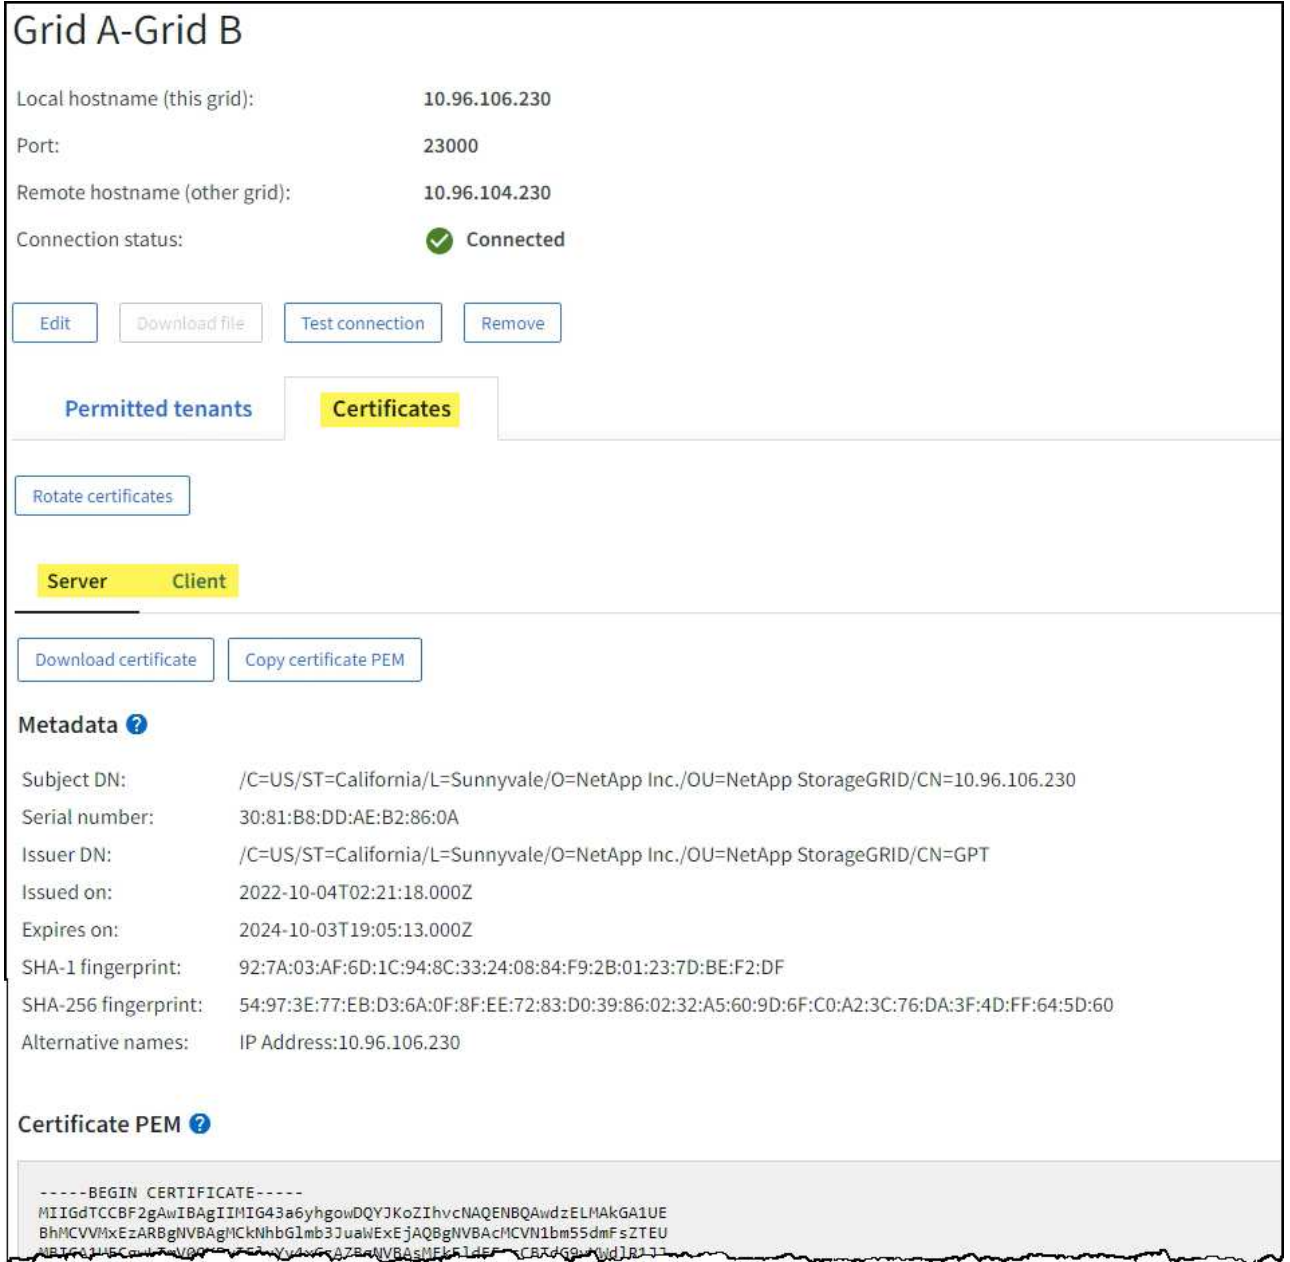 Grid A-Grid B
Local hostname (this grid): 10.96.106.230
Port: 23000
Remote hostname (other grid): 10.96.104.230
Connection status: Connected
Edit Download file Test connection Remove
Permitted tenants Certificates
Rotate certificates
Server Client
Download certificate Copy certificate PEM
Metadata ?
Subject DN: /C=US/ST=California/L=Sunnyvale/O=NetApp Inc./OU=NetApp StorageGRID/CN=10.96.106.230
Serial number: 30:81:B8:DD:AE:B2:86:0A
Issuer DN: /C=US/ST=California/L=Sunnyvale/O=NetApp Inc./OU=NetApp StorageGRID/CN=GPT
Issued on: 2022-10-04T02:21:18.000Z
Expires on: 2024-10-03T19:05:13.000Z
SHA-1 fingerprint: 92:7A:03:AF:6D:1C:94:8C:33:24:08:84:F9:2B:01:23:7D:BE:F2:DF
SHA-256 fingerprint: 54:97:3E:77:EB:D3:6A:0F:8F:EE:72:83:D0:39:86:02:32:A5:60:9D:6F:C0:A2:3C:76:DA:3F:4D:FF:64:5D:60
Alternative names: IP Address:10.96.106.230
Certificate PEM ?
-----BEGIN CERTIFICATE-----
MIIGdTCCBF2gAwIBAgIIMIG43a6yhgowDQYJKoZIhvcNAQENBQAwdzELMAkGA1UE
BhMCVVMxEzARBgNVBAgMCkNhbGlmb3JuaWExEjAQBgNVBAcMCVN1bm55dmFsZTEU